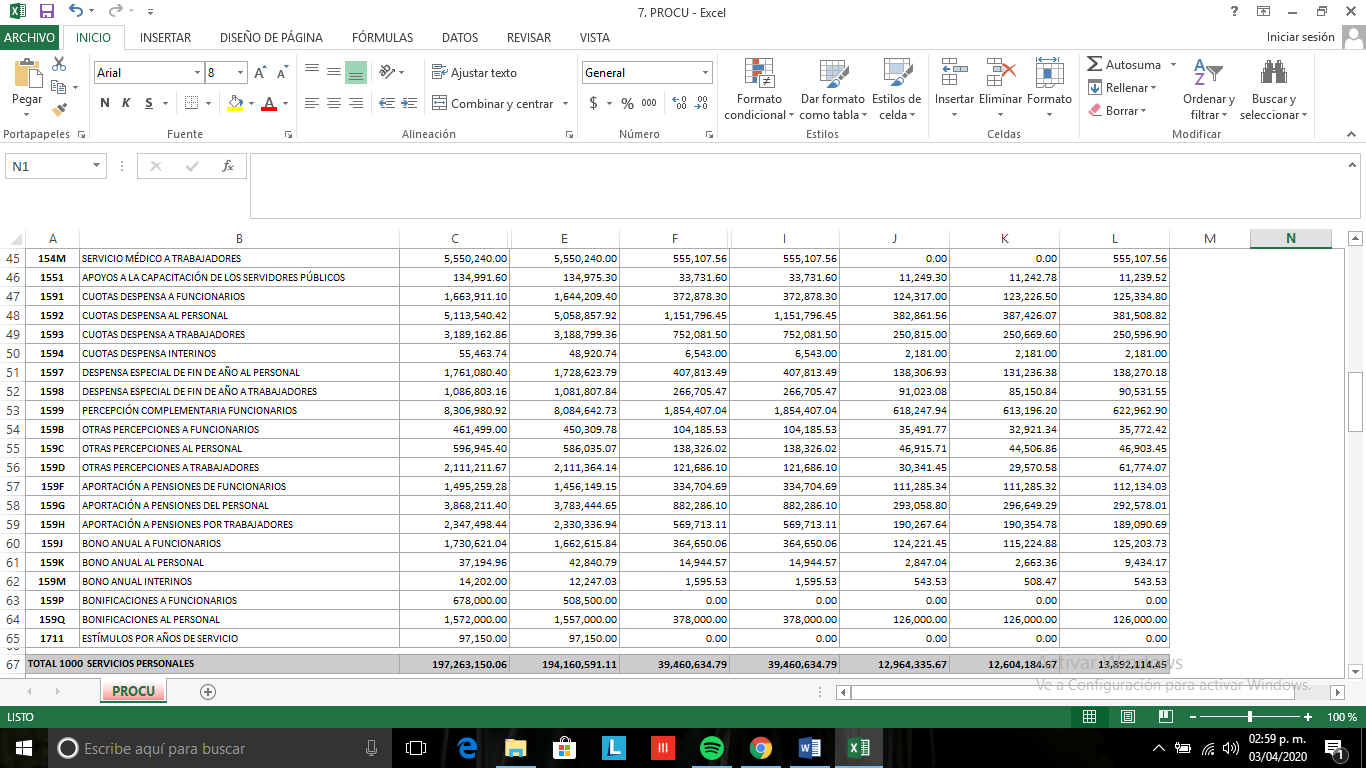 7. PROCU - Excel
ARCHIVO INICIO INSERTAR DISEÑO DE PÁGINA FÓRMULAS DATOS REVISAR VISTA Iniciar sesión
Arial 8 Ajustar texto General Autosuma
Pegar Formato Dar formato Estilos de Insertar Eliminar Formato Rellenar Ordenar y Buscar y
N K S Combinar y centrar $ % 000 condicional como tabla celda Borrar filtrar seleccionar
Portapapeles Fuente Alineación Número Estilos Celdas Modificar
N1 fx
A B C E F I J K L M N
45 154M SERVICIO MÉDICO A TRABAJADORES 5,550,240.00 5,550,240.00 555,107.56 555,107.56 0.00 0.00 555,107.56
46 1551 APOYOS A LA CAPACITACIÓN DE LOS SERVIDORES PÚBLICOS 134,991.60 134,975.30 33,731.60 33,731.60 11,249.30 11,242.78 11,239.52
47 1591 CUOTAS DESPENSA A FUNCIONARIOS 1,663,911.10 1,644,209.40 372,878.30 372,878.30 124,317.00 123,226.50 125,334.80
48 1592 CUOTAS DESPENSA AL PERSONAL 5,113,540.42 5,058,857.92 1,151,796.45 1,151,796.45 382,861.56 387,426.07 381,508.82
49 1593 CUOTAS DESPENSA A TRABAJADORES 3,189,162.86 3,188,799.36 752,081.50 752,081.50 250,815.00 250,669.60 250,596.90
50 1594 CUOTAS DESPENSA INTERINOS 55,463.74 48,920.74 6,543.00 6,543.00 2,181.00 2,181.00 2,181.00
51 1597 DESPENSA ESPECIAL DE FIN DE AÑO AL PERSONAL 1,761,080.40 1,728,623.79 407,813.49 407,813.49 138,306.93 131,236.38 138,270.18
52 1598 DESPENSA ESPECIAL DE FIN DE AÑO A TRABAJADORES 1,086,803.16 1,081,807.84 266,705.47 266,705.47 91,023.08 85,150.84 90,531.55
53 1599 PERCEPCIÓN COMPLEMENTARIA FUNCIONARIOS 8,306,980.92 8,084,642.73 1,854,407.04 1,854,407.04 618,247.94 613,196.20 622,962.90
54 159B OTRAS PERCEPCIONES A FUNCIONARIOS 461,499.00 450,309.78 104,185.53 104,185.53 35,491.77 32,921.34 35,772.42
55 159C OTRAS PERCEPCIONES AL PERSONAL 596,945.40 586,035.07 138,326.02 138,326.02 46,915.71 44,506.86 46,903.45
56 159D OTRAS PERCEPCIONES A TRABAJADORES 2,111,211.67 2,111,364.14 121,686.10 121,686.10 30,341.45 29,570.58 61,774.07
57 159F APORTACIÓN A PENSIONES DE FUNCIONARIOS 1,495,259.28 1,456,149.15 334,704.69 334,704.69 111,285.34 111,285.32 112,134.03
58 159G APORTACIÓN A PENSIONES DEL PERSONAL 3,868,211.40 3,783,444.65 882,286.10 882,286.10 293,058.80 296,649.29 292,578.01
59 159H APORTACIÓN A PENSIONES POR TRABAJADORES 2,347,498.44 2,330,336.94 569,713.11 569,713.11 190,267.64 190,354.78 189,090.69
60 159J BONO ANUAL A FUNCIONARIOS 1,730,621.04 1,662,615.84 364,650.06 364,650.06 124,221.45 115,224.88 125,203.73
61 159K BONO ANUAL AL PERSONAL 37,194.96 42,840.79 14,944.57 14,944.57 2,847.04 2,663.36 9,434.17
62 159M BONO ANUAL INTERINOS 14,202.00 12,247.03 1,595.53 1,595.53 543.53 508.47 543.53
63 159P BONIFICACIONES A FUNCIONARIOS 678,000.00 508,500.00 0.00 0.00 0.00 0.00 0.00
64 159Q BONIFICACIONES AL PERSONAL 1,572,000.00 1,557,000.00 378,000.00 378,000.00 126,000.00 126,000.00 126,000.00
65 1711 ESTÍMULOS POR AÑOS DE SERVICIO 97,150.00 97,150.00 0.00 0.00 0.00 0.00 0.00
67 TOTAL 1000 SERVICIOS PERSONALES 197,263,150.06 194,160,591.11 39,460,634.79 39,460,634.79 12,964,335.67 12,604,184.67 13,892,114.45
Activar Windows
Ve a Configuración para activar Windows.
PROCU
LISTO 100 %
Escribe aquí para buscar 02:59 p. m.
03/04/2020 1